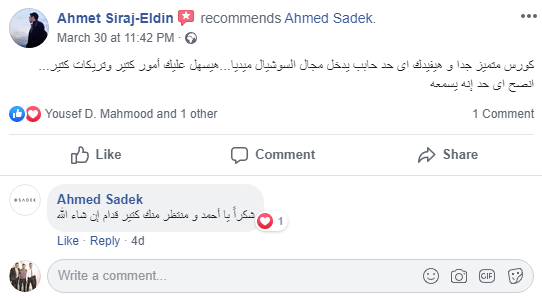 Ahmet Siraj-Eldin recommends Ahmed Sadek.
March 30 at 11:42 PM ·
كورس متميز جدا و هيفيدك اى حد حابب يدخل مجال السوشيال ميديا...هيسهل عليك أمور كتير وتريكات كتير...
انصح اى حد إنه يسمعه
Yousef D. Mahmood and 1 other
1 Comment
Like
Comment
Share
SADEK
Ahmed Sadek
شكراً يا أحمد و منتظر منك كتير قدام إن شاء الله
1
Like · Reply · 4d
Write a comment...
GIF